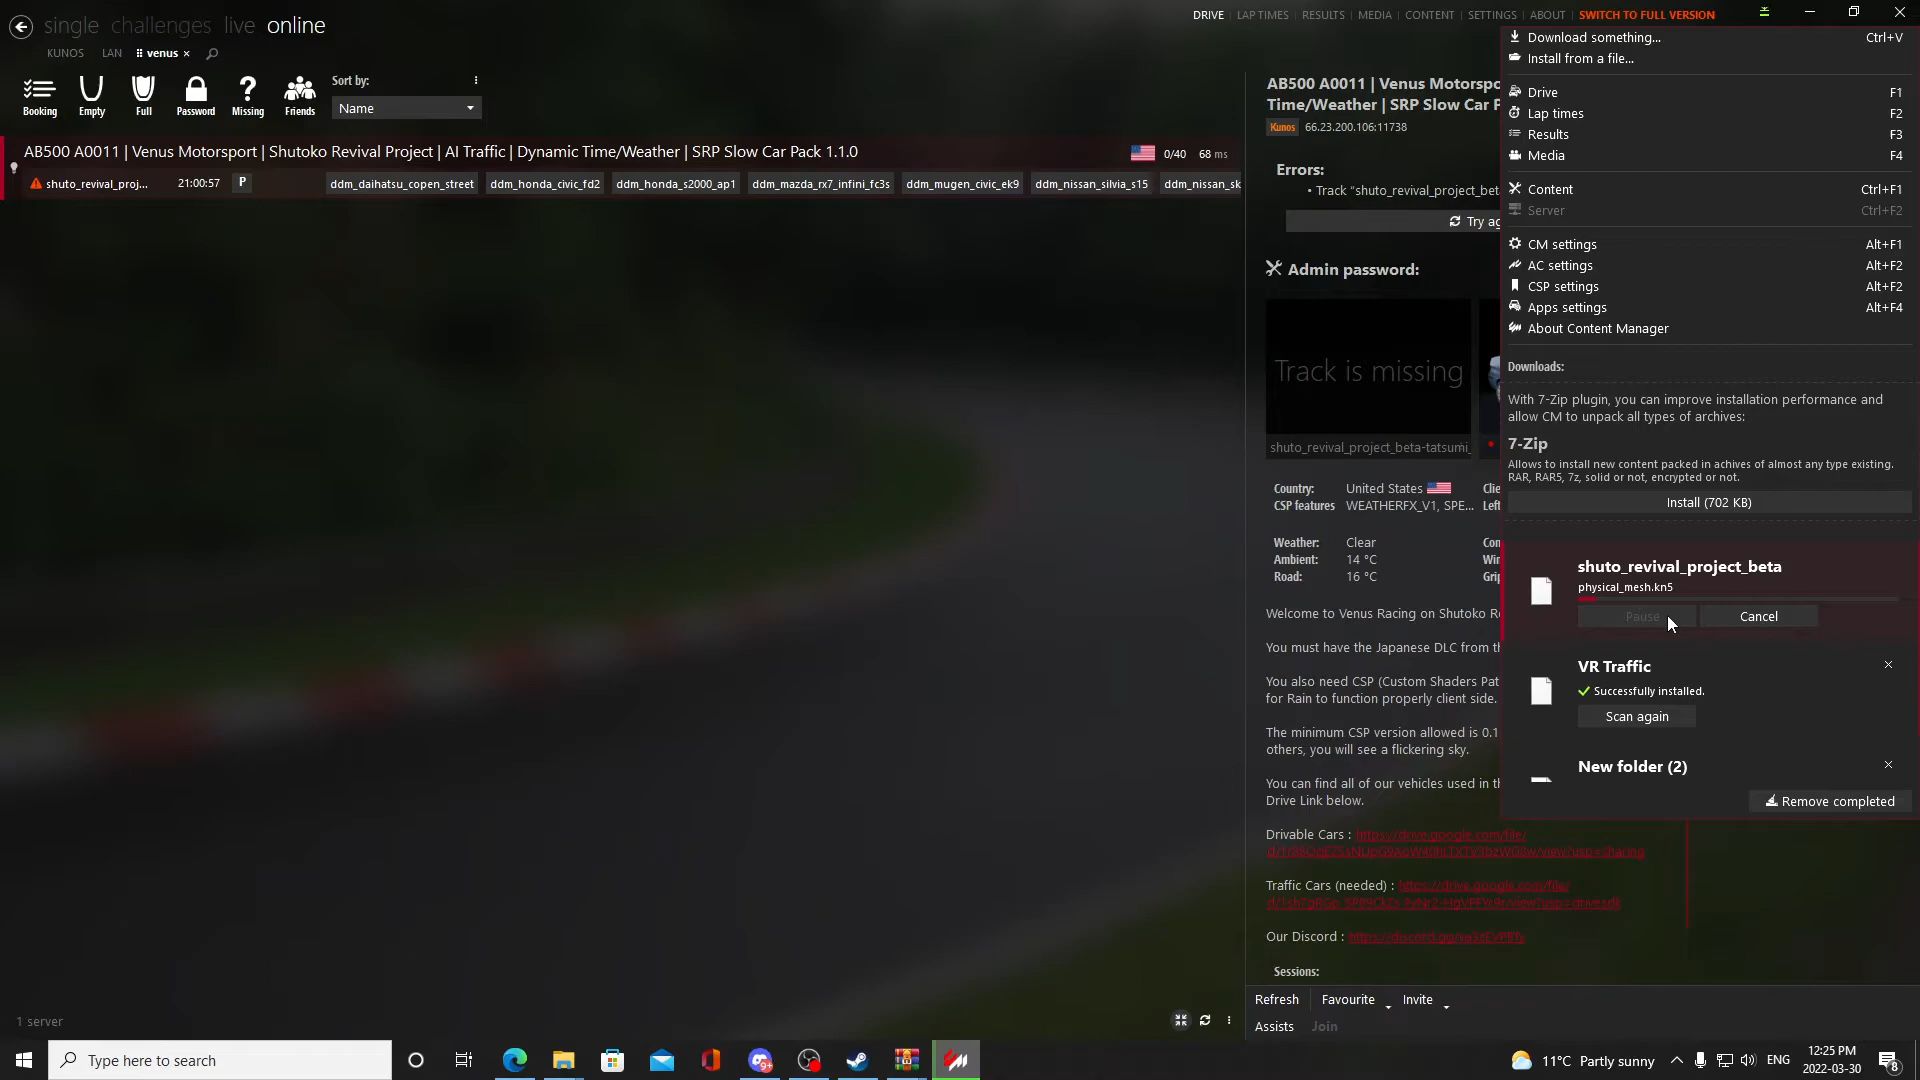 single challenges live online
DRIVE | LAP TIMES | RESULTS | MEDIA | CONTENT | SETTINGS | ABOUT | SWITCH TO FULL VERSION
KUNOS LAN venus
Booking Empty Full Password Missing Friends
Sort by:
Name
AB500 A0011 | Venus Motorsport | Shutoko Revival Project | AI Traffic | Dynamic Time/Weather | SRP Slow Car Pack 1.1.0
0/40 68 ms
shuto_revival_proj... 21:00:57 P ddm_daihatsu_copen_street ddm_honda_civic_fd2 ddm_honda_s2000_ap1 ddm_mazda_rx7_infini_fc3s ddm_mugen_civic_ek9 ddm_nissan_silvia_s15 ddm_nissan_sk
1 server
AB500 A0011 | Venus Motorspo
Time/Weather | SRP Slow Car P
Kunos 66.23.200.106:11738
Errors:
• Track “shuto_revival_project_bet
Try ag
Admin password:
Track is missing
shuto_revival_project_beta-tatsumi_
Country: United States
CSP features WEATHERFX_V1, SPE...
Weather: Clear
Ambient: 14 °C
Road: 16 °C
Welcome to Venus Racing on Shutoko R
You must have the Japanese DLC from th
You also need CSP (Custom Shaders Pat
for Rain to function properly client side.
The minimum CSP version allowed is 0.1
others, you will see a flickering sky.
You can find all of our vehicles used in th
Drive Link below.
Drivable Cars : https://drive.google.com/file/
Traffic Cars (needed) : https://drive.google.com/file/
Our Discord :
Sessions:
Refresh Favourite Invite
Assists Join
Download something... Ctrl+V
Install from a file...
Drive F1
Lap times F2
Results F3
Media F4
Content Ctrl+F1
Server Ctrl+F2
CM settings Alt+F1
AC settings Alt+F2
CSP settings Alt+F2
Apps settings Alt+F4
About Content Manager
Downloads:
With 7-Zip plugin, you can improve installation performance and
allow CM to unpack all types of archives:
7-Zip
Allows to install new content packed in achives of almost any type existing.
RAR, RAR5, 7z, solid or not, encrypted or not.
Install (702 KB)
shuto_revival_project_beta
physical_mesh.kn5
Pause Cancel
VR Traffic
Successfully installed.
Scan again
New folder (2)
Remove completed
Type here to search
9+
11°C Partly sunny ENG
12:25 PM
2022-03-30
8